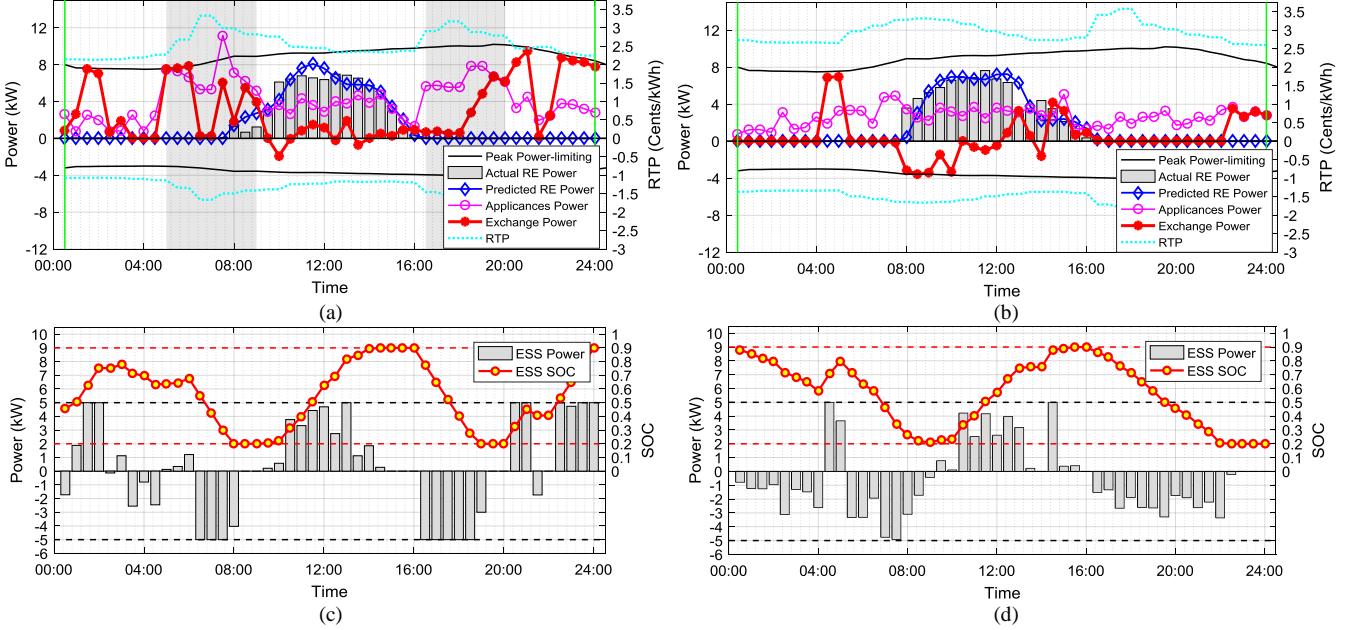 12
8
4
0
-4
-8
-12
Power (kW)
3.5
3
2.5
2
1.5
1
0.5
0
-0.5
-1
-1.5
-2
-2.5
-3
RTP (Cents/kWh)
Peak Power-limiting
Actual RE Power
Predicted RE Power
Applicances Power
Exchange Power
RTP
00:00 04:00 08:00 12:00 16:00 20:00 24:00
Time
(a)
12
8
4
0
-4
-8
-12
Power (kW)
3.5
3
2.5
2
1.5
1
0.5
0
-0.5
-1
-1.5
-2
-2.5
-3
RTP (Cents/kWh)
Peak Power-limiting
Actual RE Power
Predicted RE Power
Applicances Power
Exchange Power
RTP
00:00 04:00 08:00 12:00 16:00 20:00 24:00
Time
(b)
10
9
8
7
6
5
4
3
2
1
0
-1
-2
-3
-4
-5
-6
Power (kW)
1
0.9
0.8
0.7
0.6
0.5
0.4
0.3
0.2
0.1
0
SOC
ESS Power
ESS SOC
00:00 04:00 08:00 12:00 16:00 20:00 24:00
Time
(c)
10
9
8
7
6
5
4
3
2
1
0
-1
-2
-3
-4
-5
-6
Power (kW)
1
0.9
0.8
0.7
0.6
0.5
0.4
0.3
0.2
0.1
0
SOC
ESS Power
ESS SOC
00:00 04:00 08:00 12:00 16:00 20:00 24:00
Time
(d)